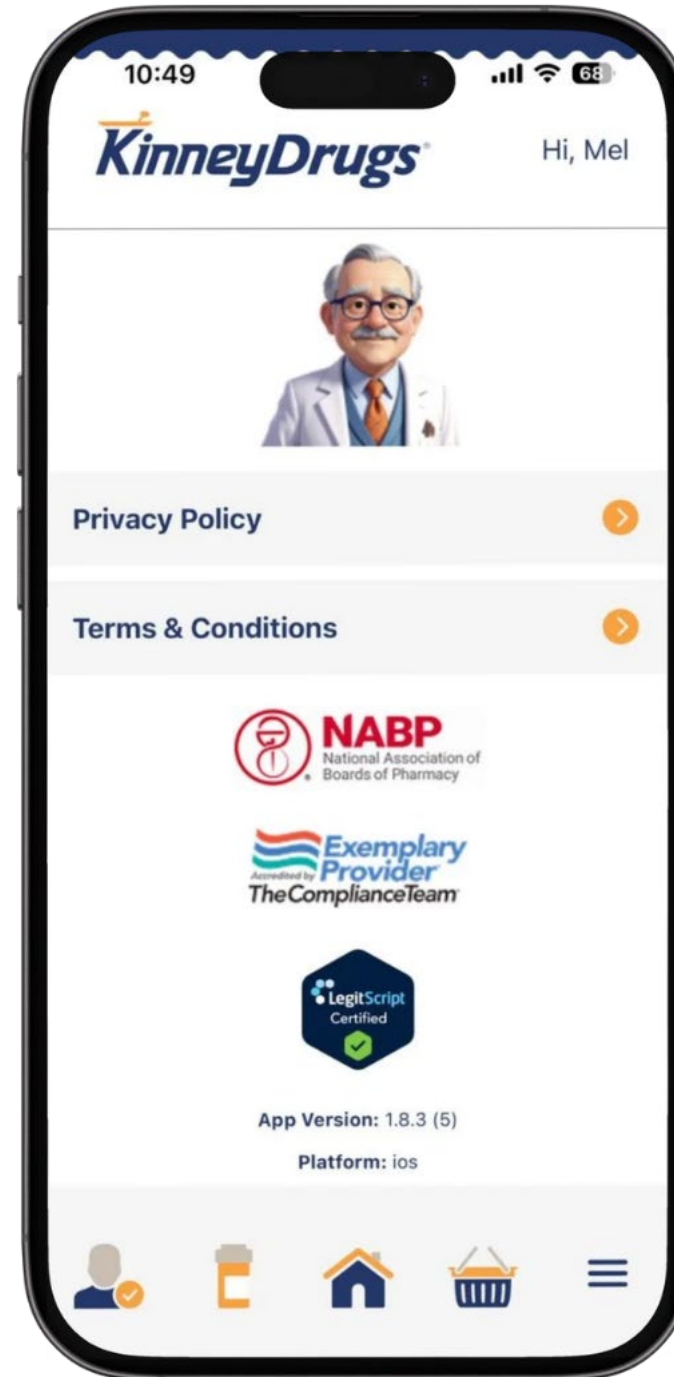 10:49
68
KinneyDrugs®
Hi, Mel
Privacy Policy
Terms & Conditions
NABP
National Association of
Boards of Pharmacy
Exemplary
Accredited by Provider
TheComplianceTeam
LegitScript
Certified
App Version: 1.8.3 (5)
Platform: ios